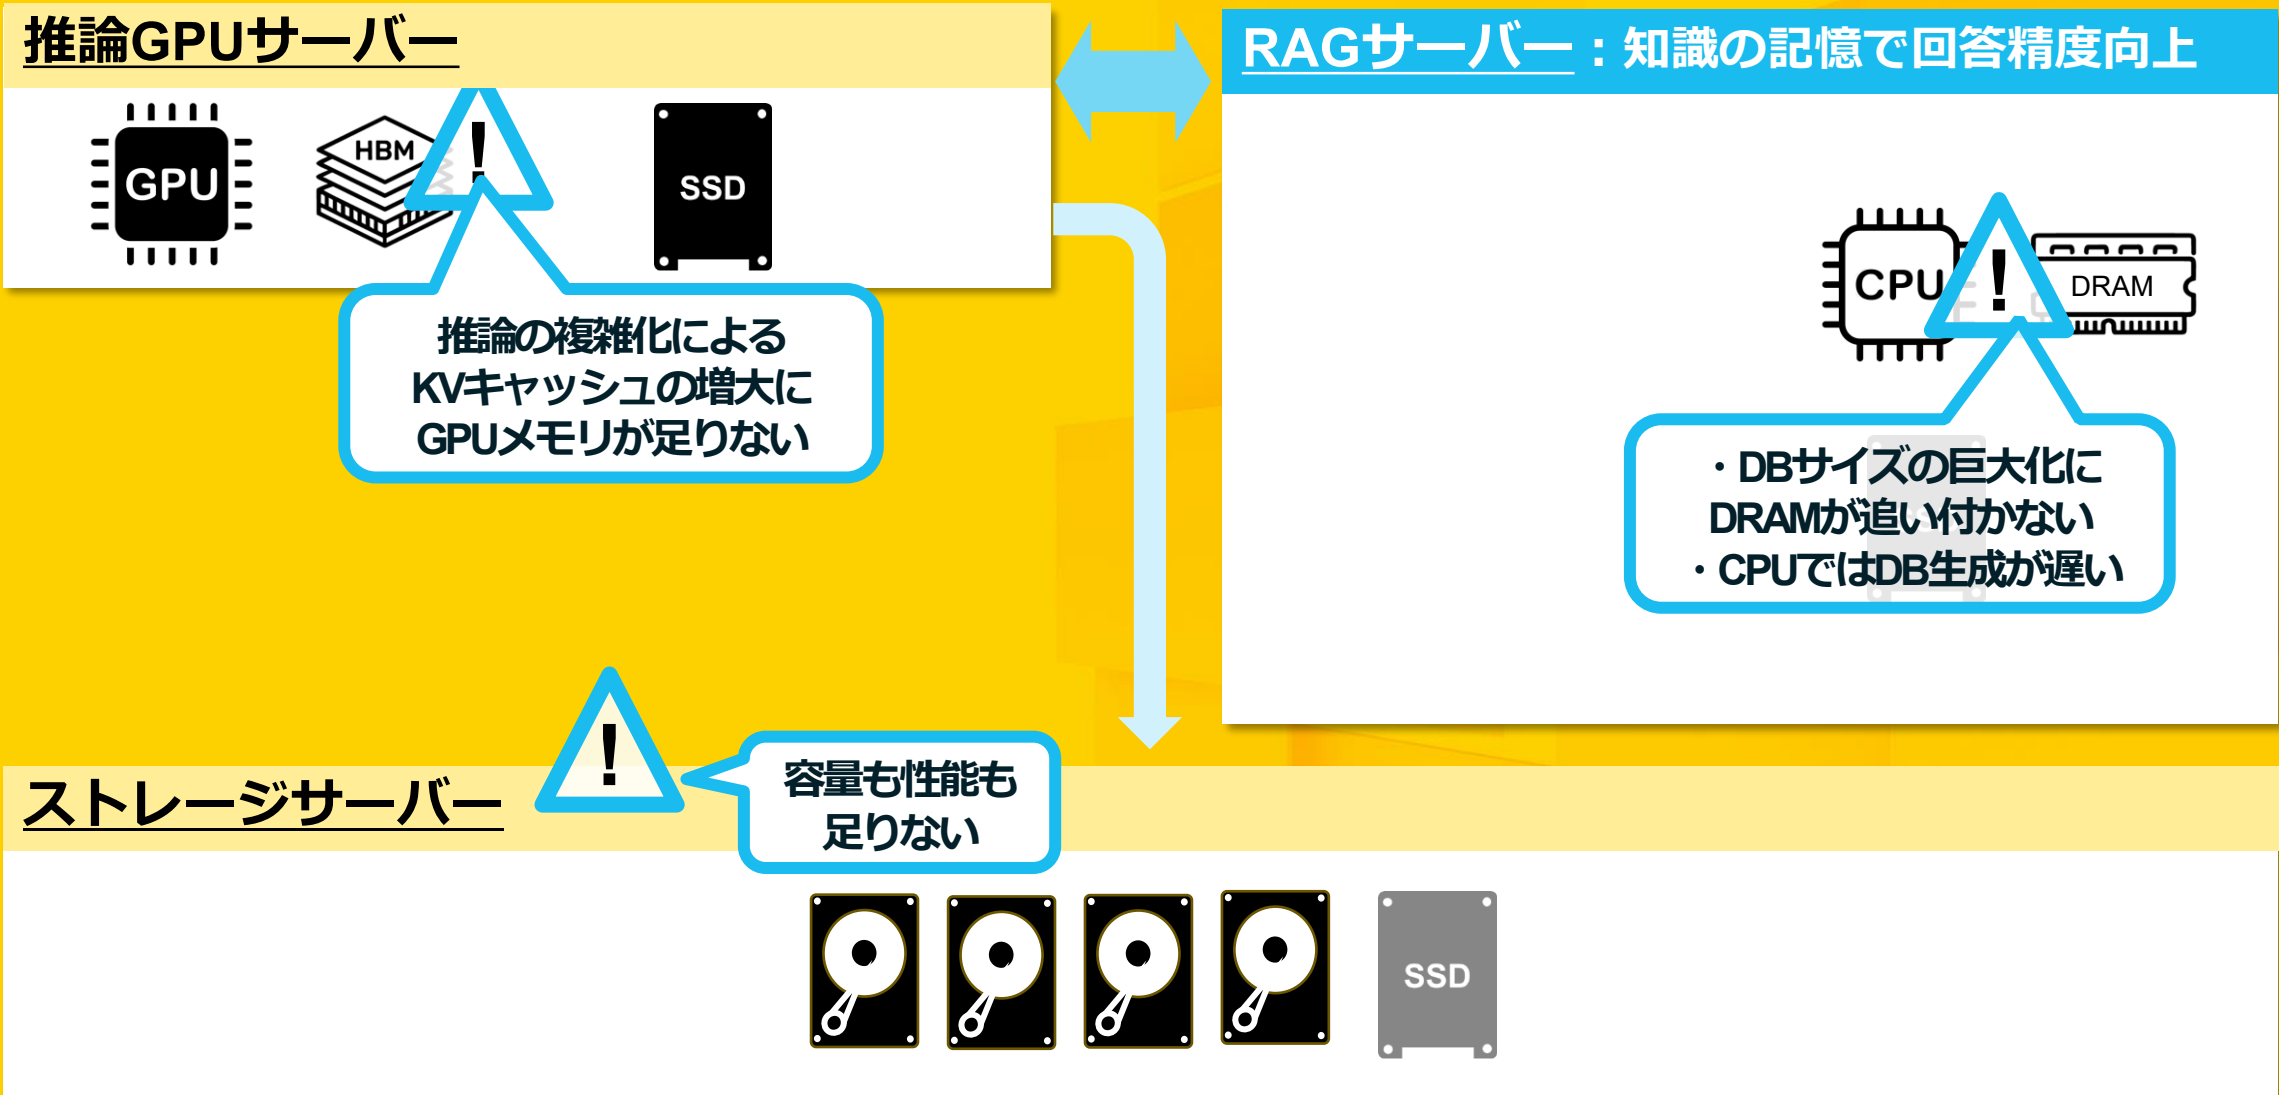 推論GPUサーバー
GPU
HBM
!
SSD
推論の複雑化による
KVキャッシュの増大に
GPUメモリが足りない
RAGサーバー：知識の記憶で回答精度向上
CPU
!
DRAM
・DBサイズの巨大化に
DRAMが追い付かない
・CPUではDB生成が遅い
ストレージサーバー
!
容量も性能も
足りない
SSD